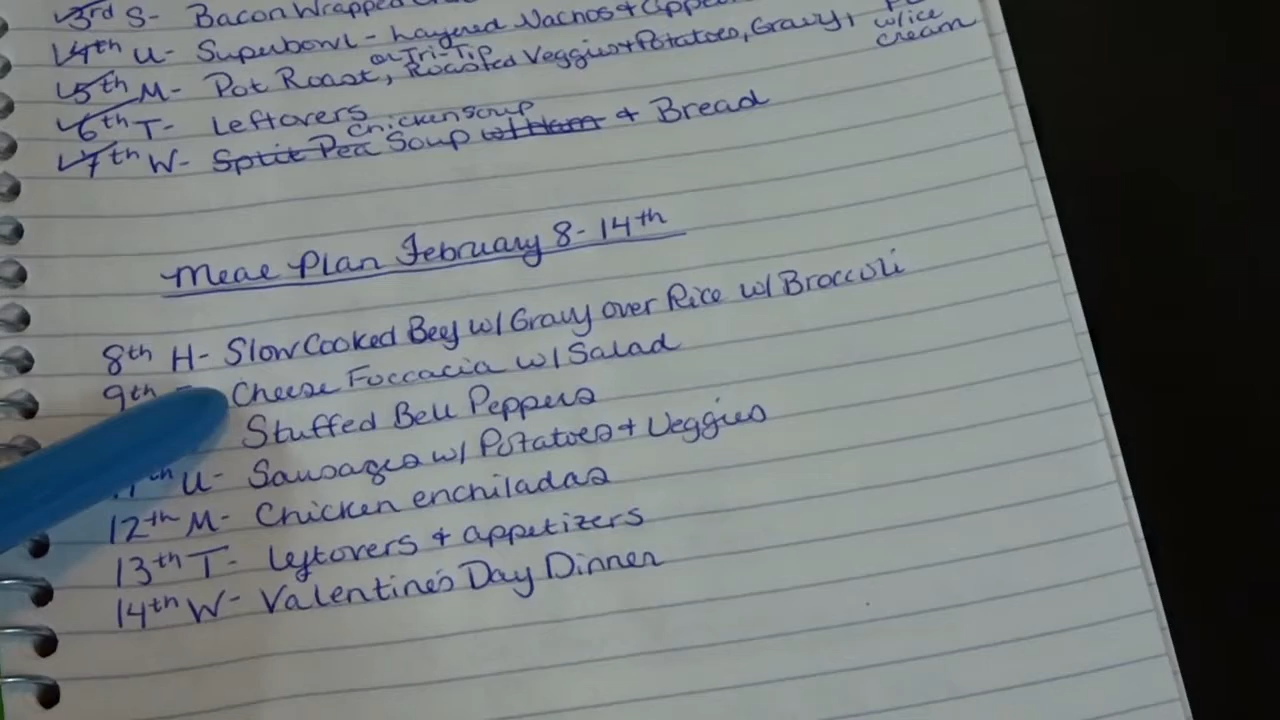 3rd S- Bacon Wrapped
4th U- Superbowl - Layered Nachos +
or Tri-Tip w/ice cream
5th M- Pot Roast, Roasted Veggies + Potatoes, Gravy,
6th T- Leftovers
Chicken soup
7th W- Split Pea Soup w/Ham + Bread
Meal Plan February 8-14th
8th H- Slow Cooked Beef w/ Gravy over Rice w/ Broccoli
9th Cheese Foccacia w/ Salad
Stuffed Bell Peppers
U- Sausages w/ Potatoes + Veggies
12th M- Chicken enchiladas
13th T- Leftovers + appetizers
14th W- Valentine's Day Dinner